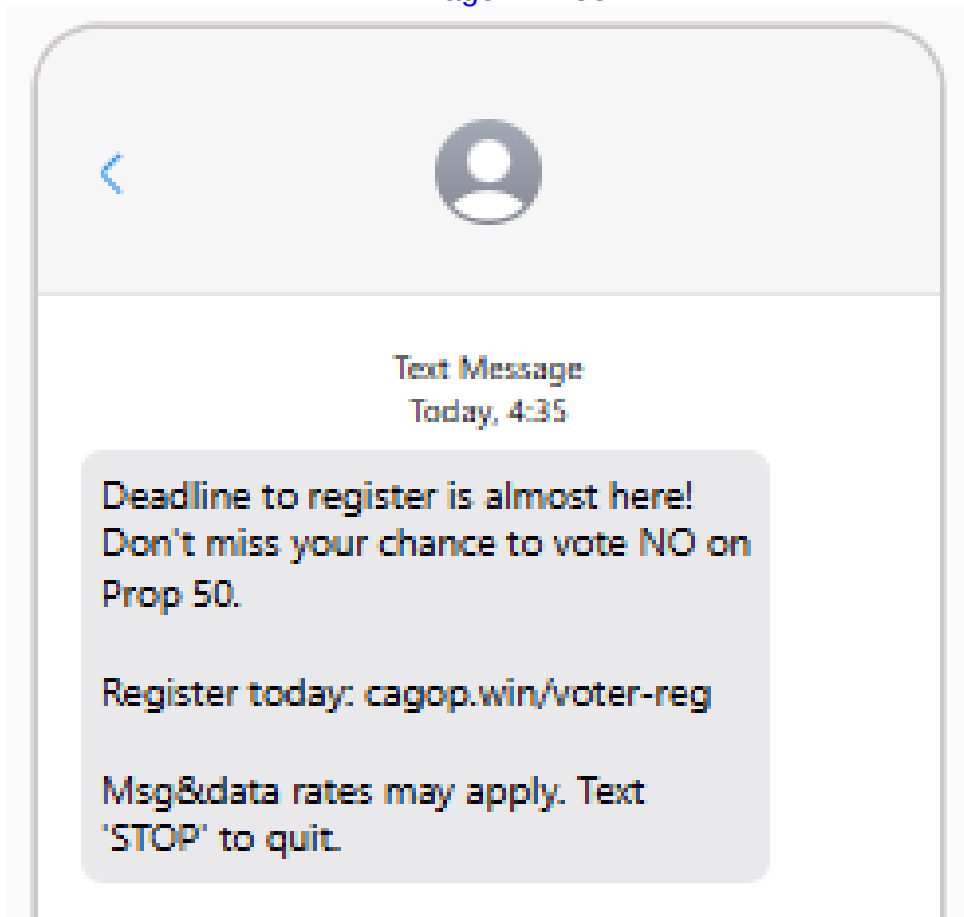 Text Message
Today, 4:35
Deadline to register is almost here!
Don't miss your chance to vote NO on
Prop 50.
Register today: cagop.win/voter-reg
Msg&data rates may apply. Text
'STOP' to quit.